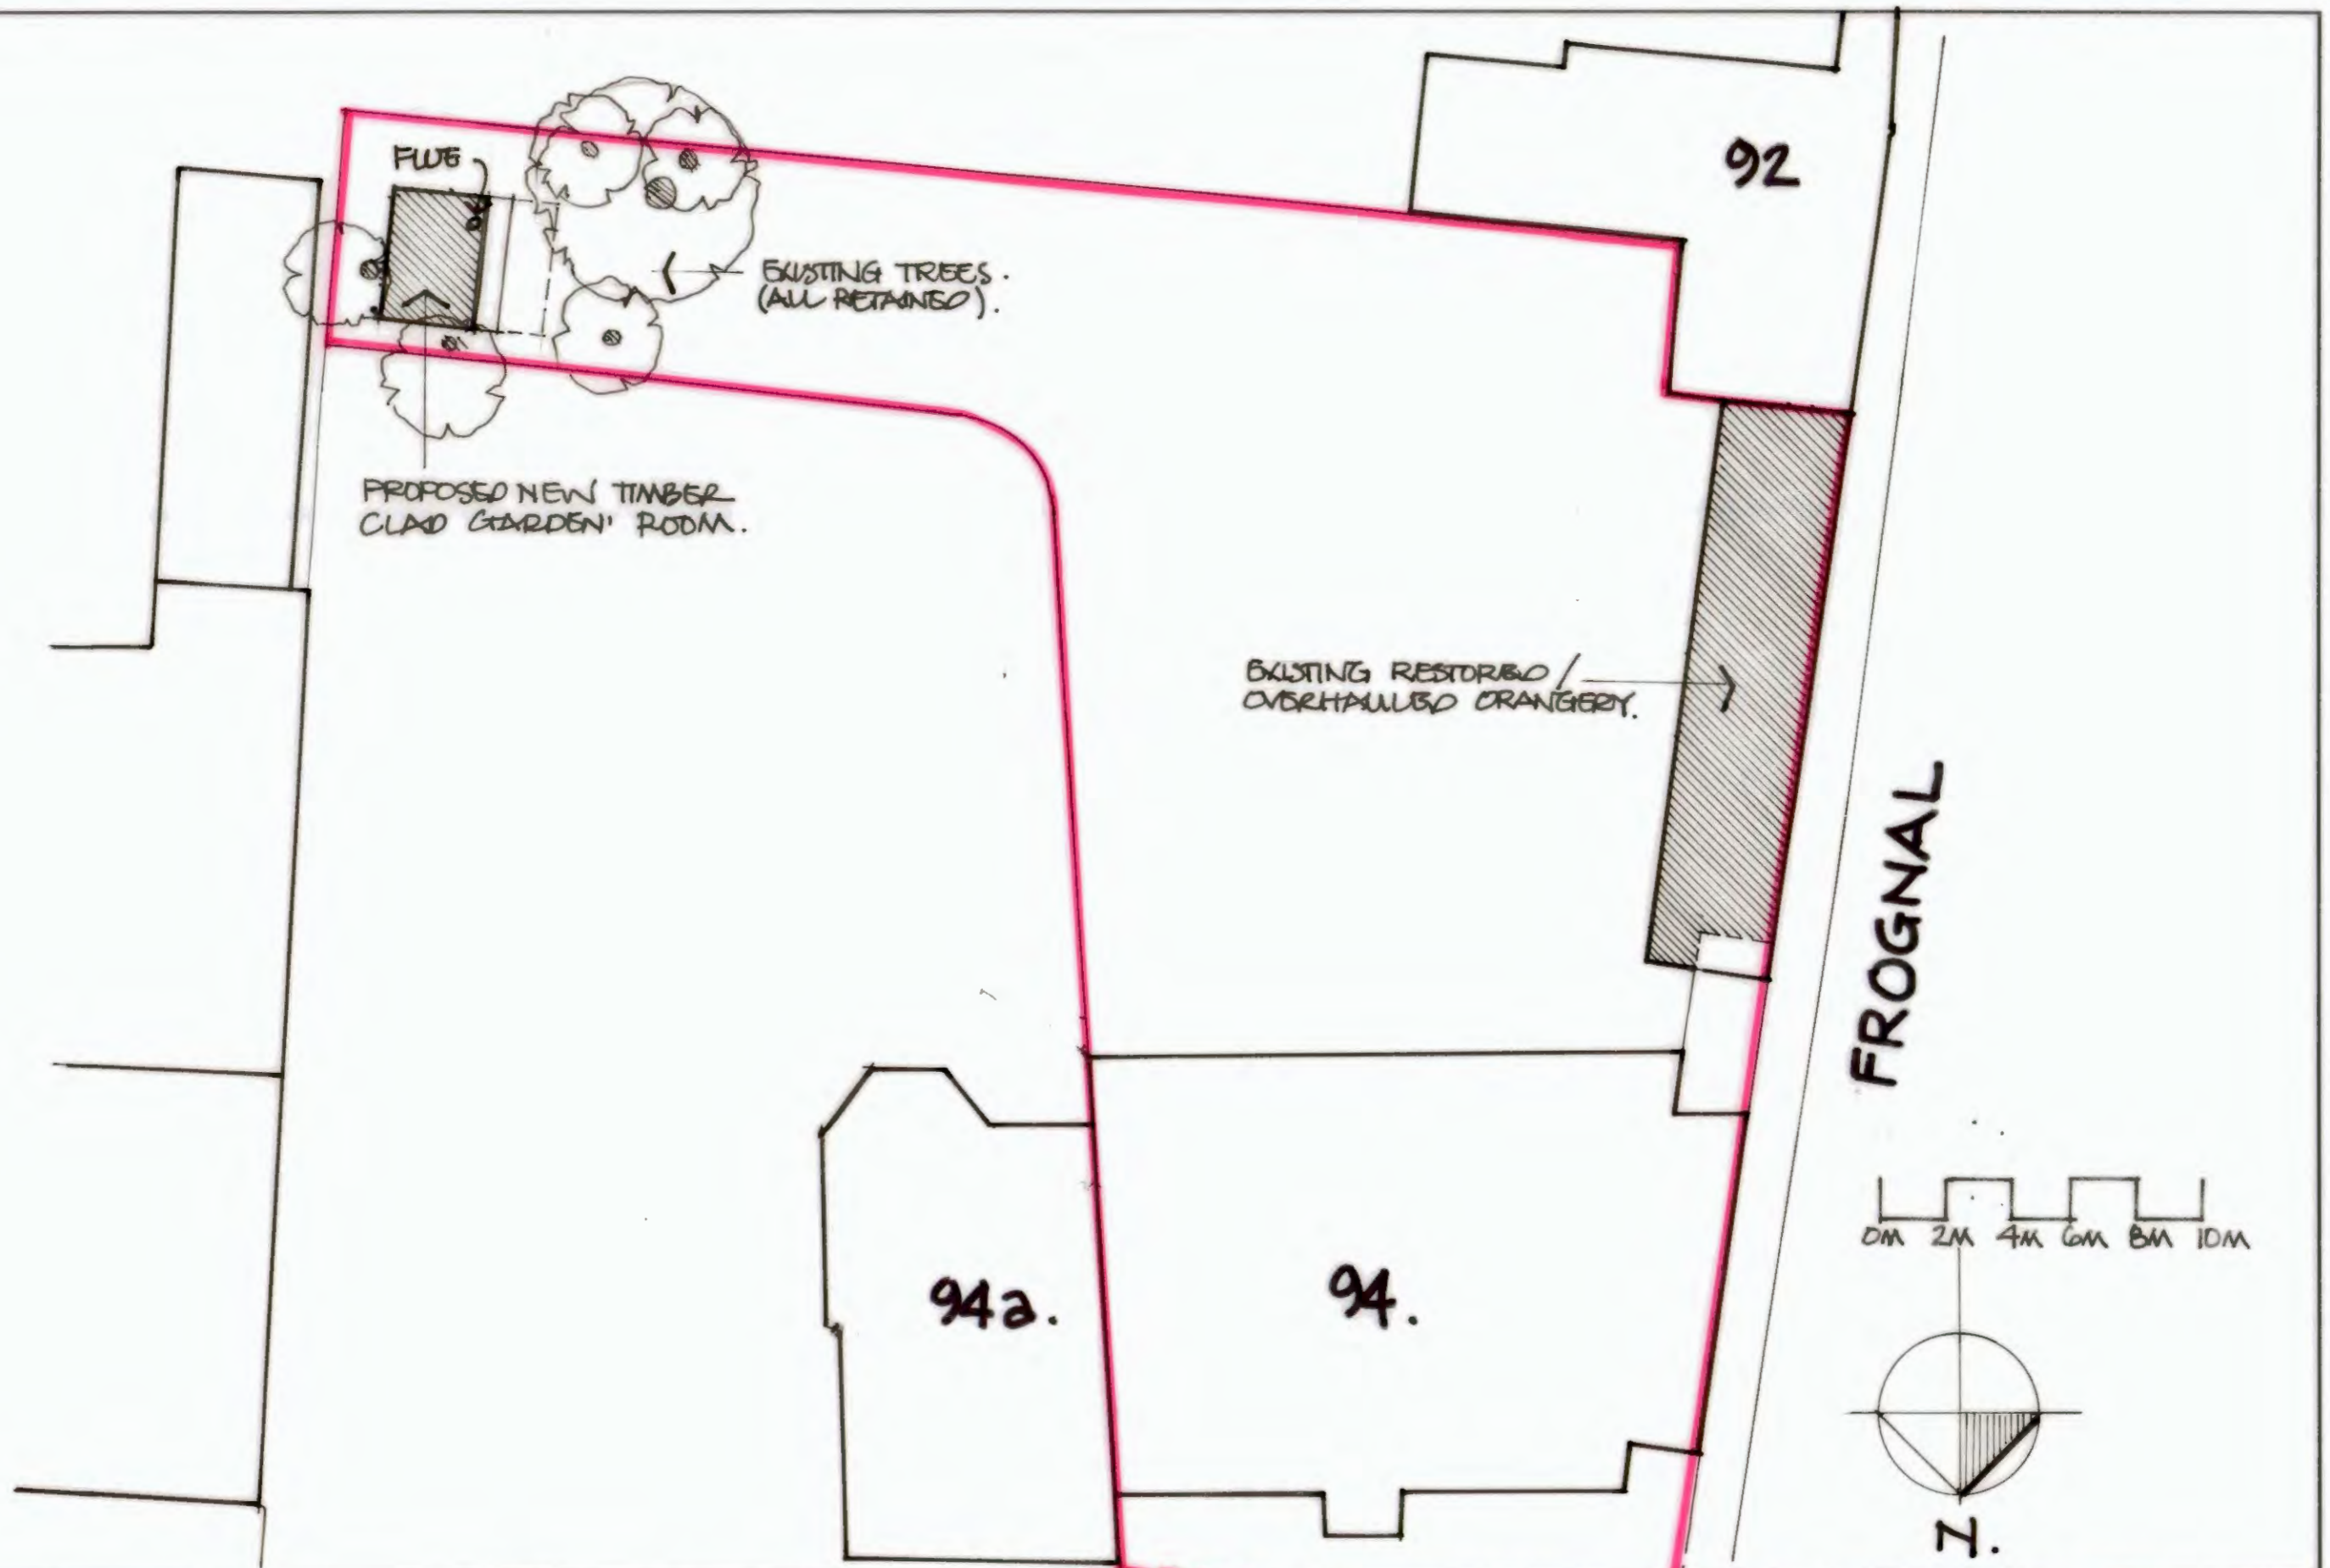 92
FLUE
EXISTING TREES.
(ALL RETAINED).
PROPOSED NEW TIMBER
CLAD GARDEN' ROOM.
EXISTING RESTORED /
OVERHAULED ORANGERY.
FROGNAL
0M 2M 4M 6M 8M 10M
94a.
94.
N.